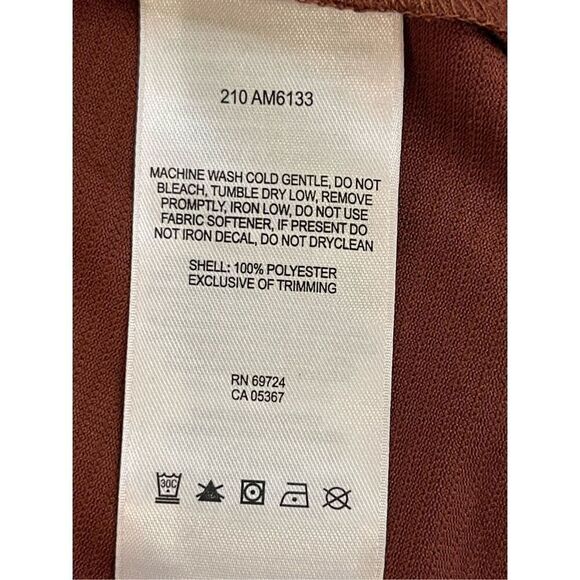 210 AM6133
MACHINE WASH COLD GENTLE, DO NOT
BLEACH, TUMBLE DRY LOW, REMOVE
PROMPTLY, IRON LOW, DO NOT USE
FABRIC SOFTENER, IF PRESENT DO
NOT IRON DECAL, DO NOT DRYCLEAN
SHELL: 100% POLYESTER
EXCLUSIVE OF TRIMMING
RN 69724
CA 05367
30C